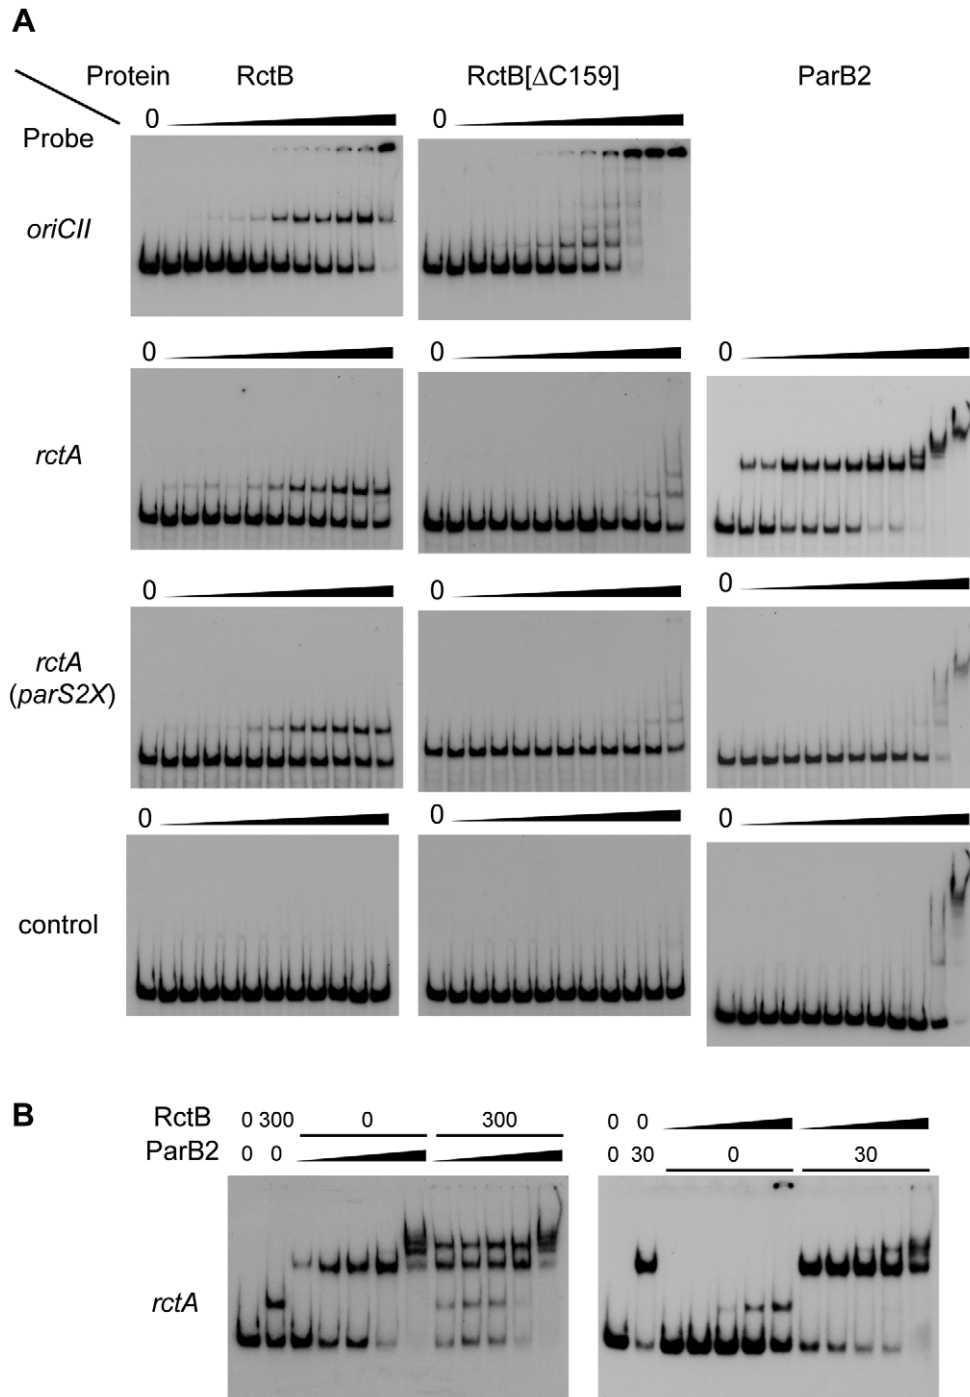 A
Protein RctB RctB[ΔC159] ParB2
0 0
Probe
oriCII
0 0 0
rctA
0 0 0
rctA
(parS2X)
0 0 0
control
B
RctB 0 300 0 300 0 0
ParB2 0 0 0 30 0 30
rctA